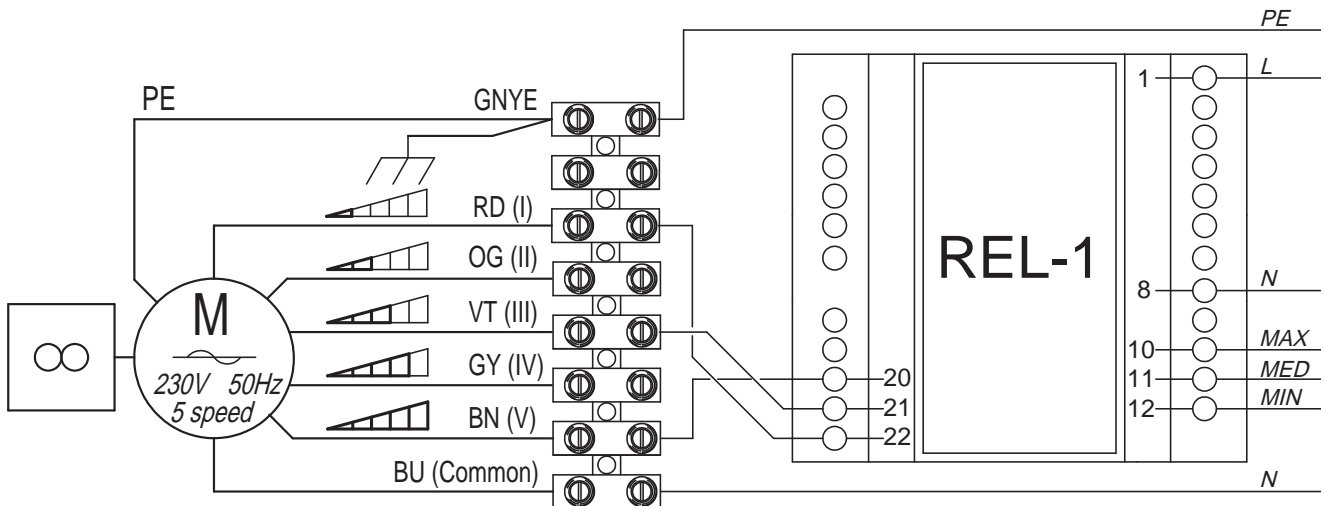 PE
L
1
PE
GNYE
RD (I)
OG (II)
VT (III)
GY (IV)
BN (V)
BU (Common)
M
230V 50Hz
5 speed
REL-1
8
N
10
MAX
11
MED
12
MIN
20
21
22
N